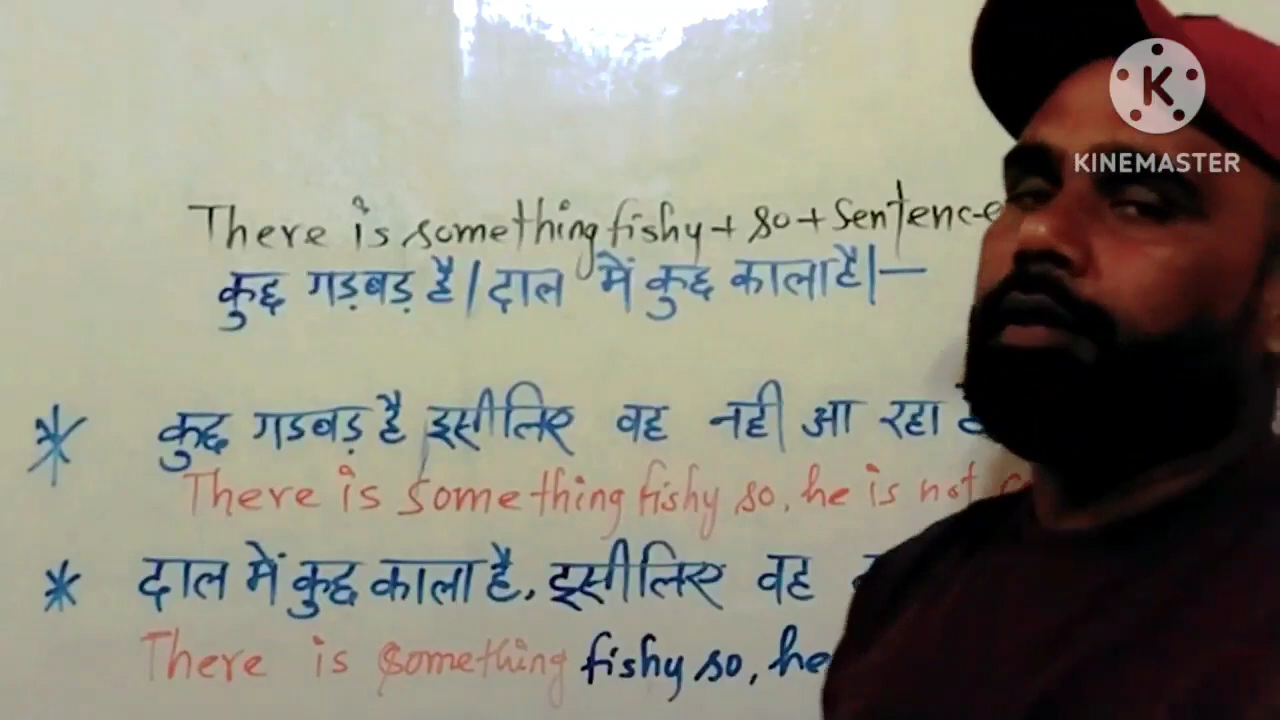 K
KINEMASTER
There is something fishy + so + Sentence
कुछ गड़बड़ है। दाल में कुछ काला है।—
* कुछ गडबड़ है इसीलिए वह नही आ रहा
There is something fishy so, he is not
* दाल में कुछ काला है, इसीलिए वह
There is something fishy so, he